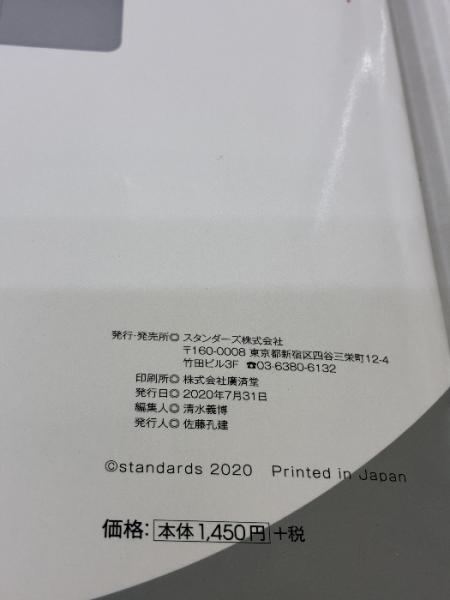 発行・発売所◎ スタンダーズ株式会社
〒160-0008 東京都新宿区四谷三栄町12-4
竹田ビル3F ☎03-6380-6132
印刷所◎ 株式会社廣済堂
発行日◎ 2020年7月31日
編集人◎ 清水義博
発行人◎ 佐藤孔建
©standards 2020 Printed in Japan
価格：本体1,450円+税